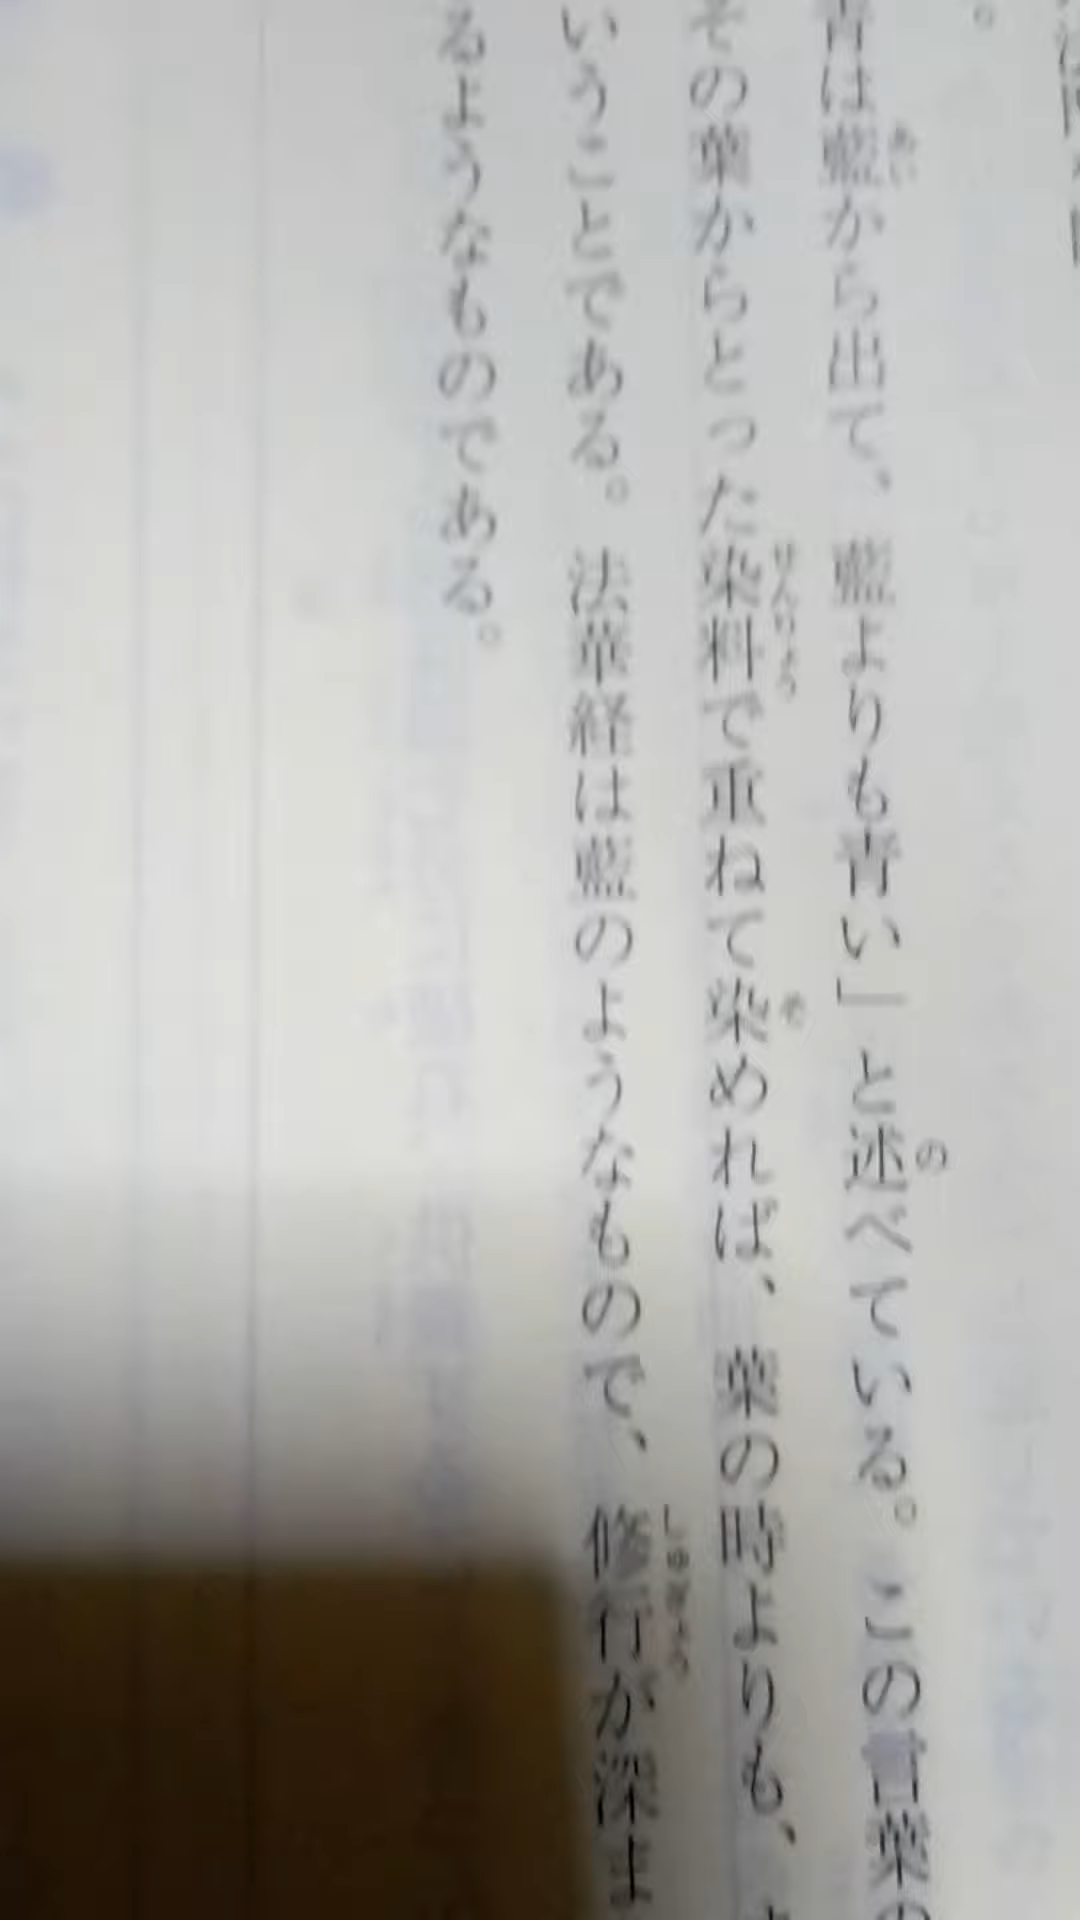 青は藍から出て、藍よりも青い」と述べている。この言葉の
その葉からとった染料で重ねて染めれば、葉の時よりも、
いうことである。法華経は藍のようなもので、修行が深ま
るようなものである。